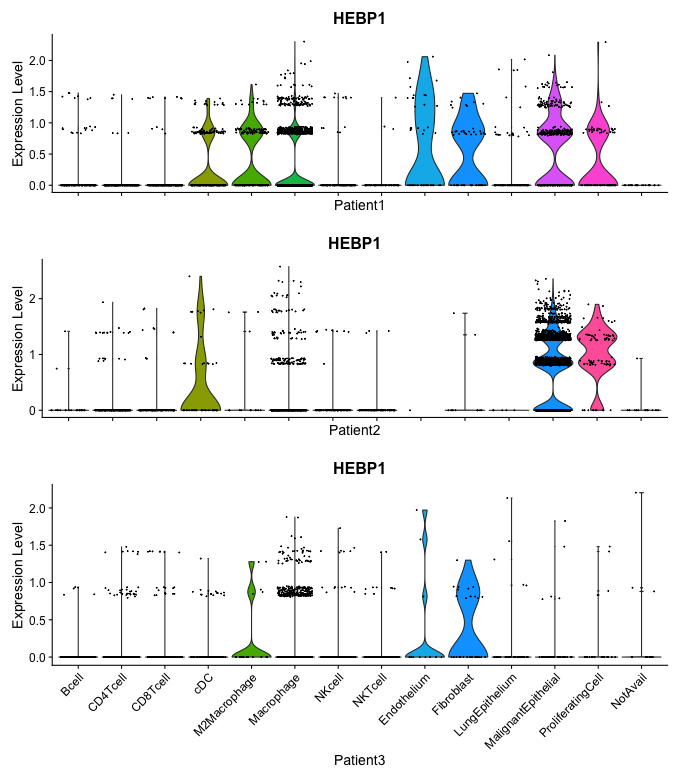 HEBP1
Expression Level
2.0
1.5
1.0
0.5
0.0
Patient1
HEBP1
Expression Level
2
1
0
Patient2
HEBP1
Expression Level
2.0
1.5
1.0
0.5
0.0
Bcell
CD4Tcell
CD8Tcell
cDC
M2Macrophage
Macrophage
NKcell
NKTcell
Endothelium
Fibroblast
LungEpithelium
MalignantEpithelial
ProliferatingCell
NotAvail
Patient3